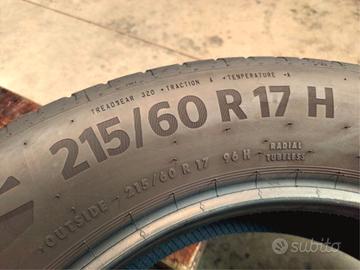 TREADWEAR 320 • TRACTION A • TEMPERATURE • A
215/60 R 17 H
• OUTSIDE - 215/60 R 17 96 H RADIAL TUBELESS
subito